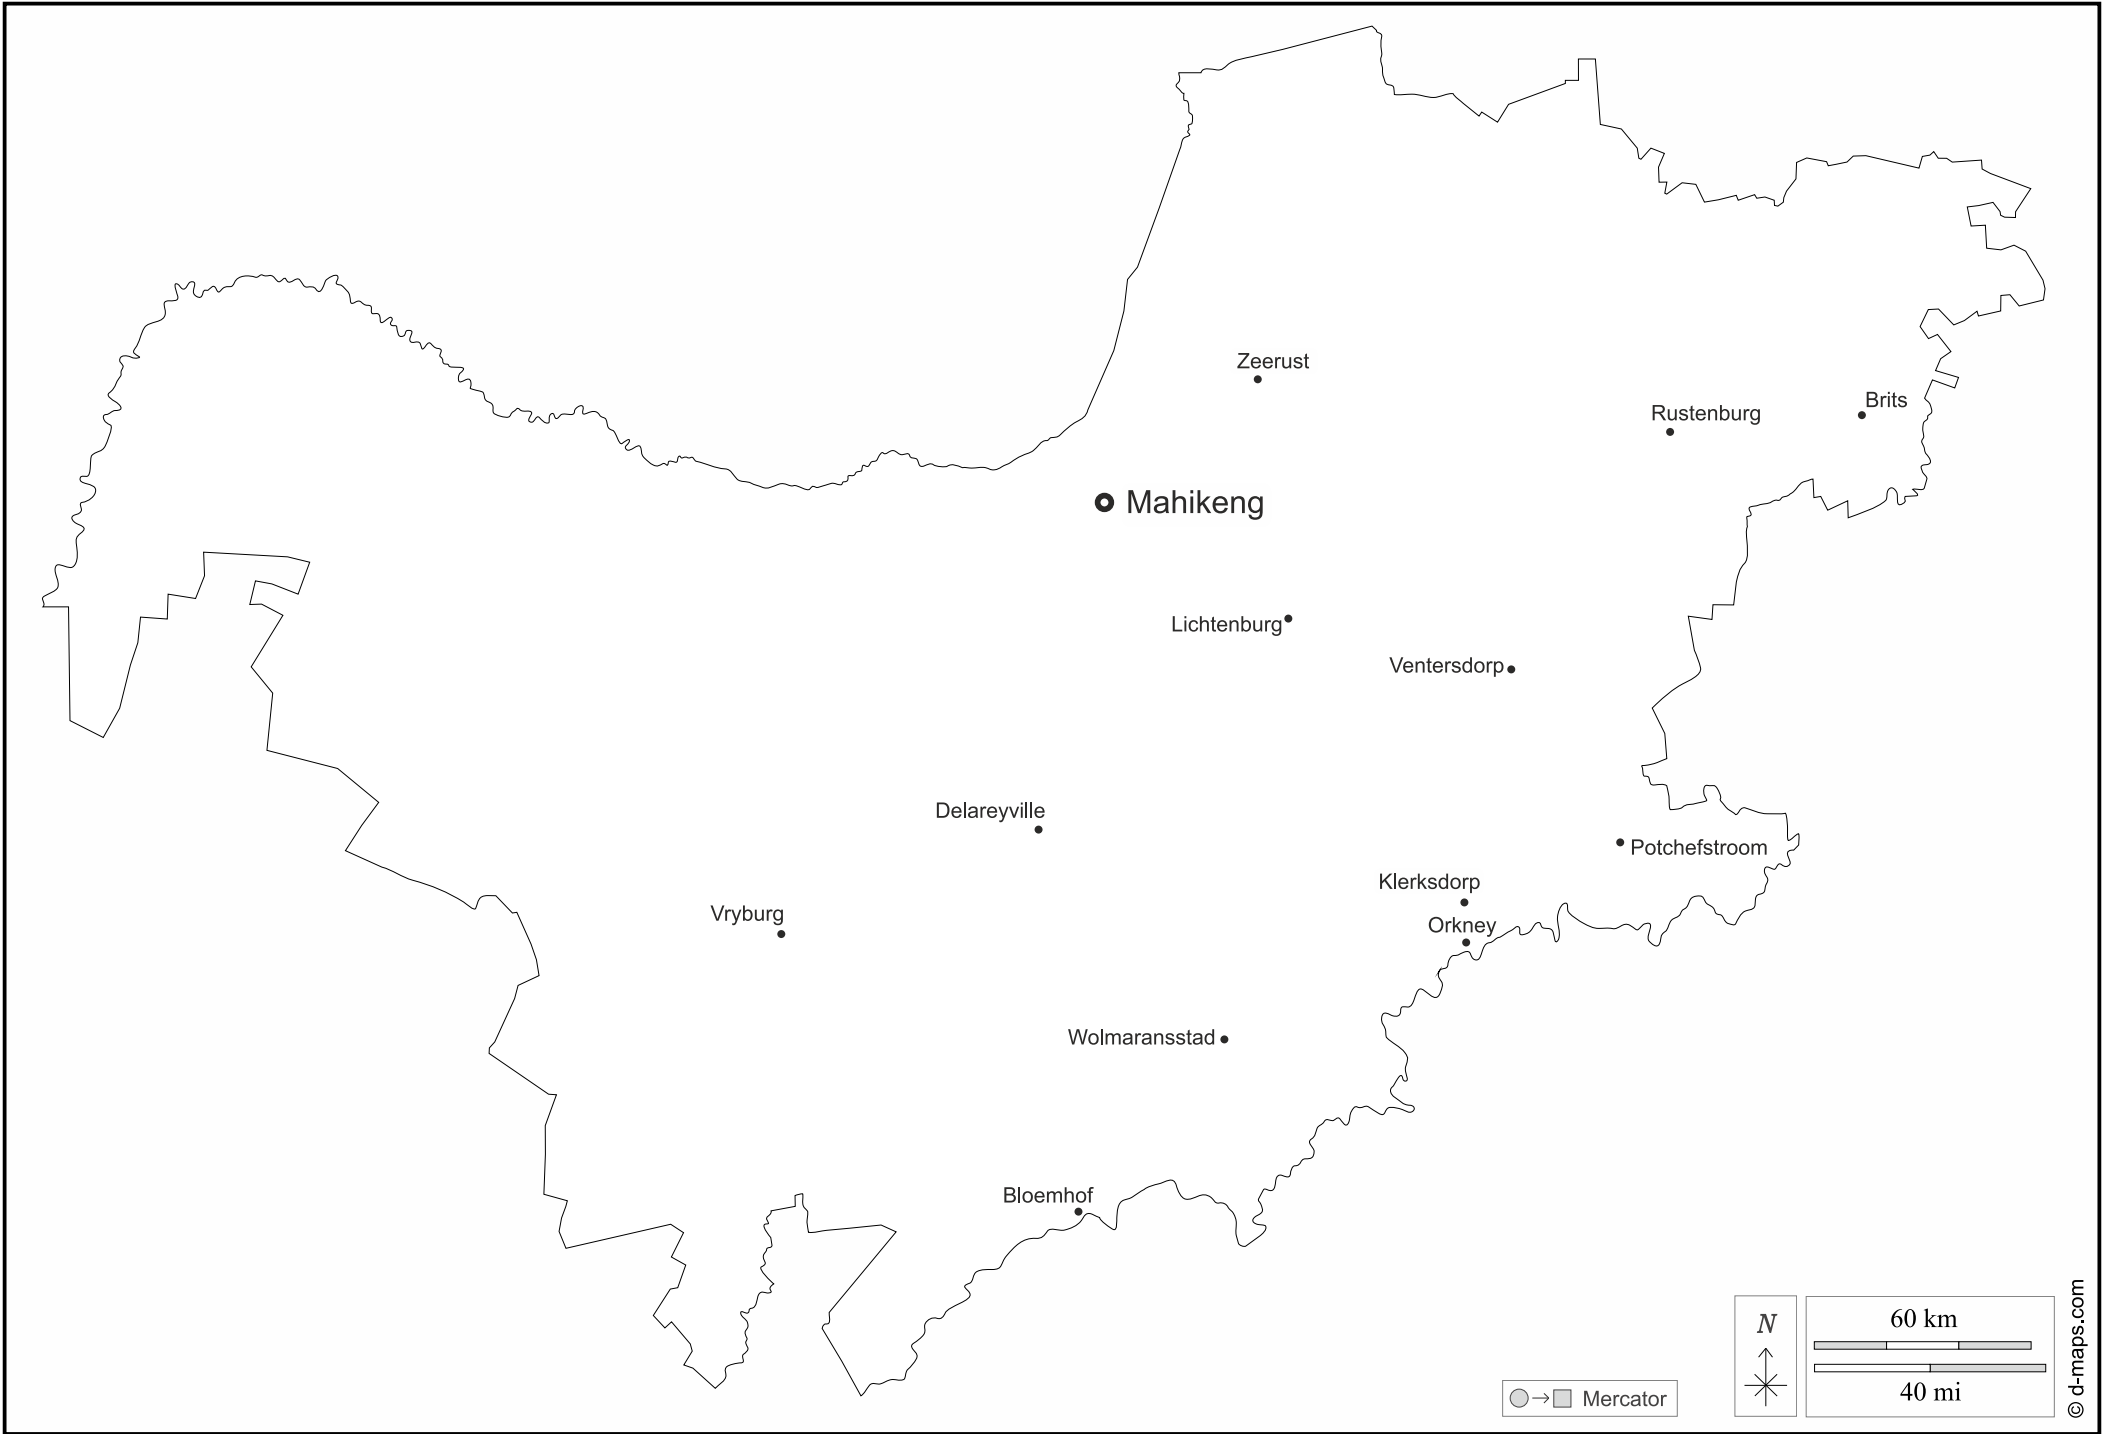 Zeerust
Brits
Rustenburg
Mahikeng
Lichtenburg
Ventersdorp
Delareyville
Potchefstroom
Klerksdorp
Vryburg
Orkney
Wolmaransstad
Bloemhof
N
60 km
40 mi
Mercator
© d-maps.com